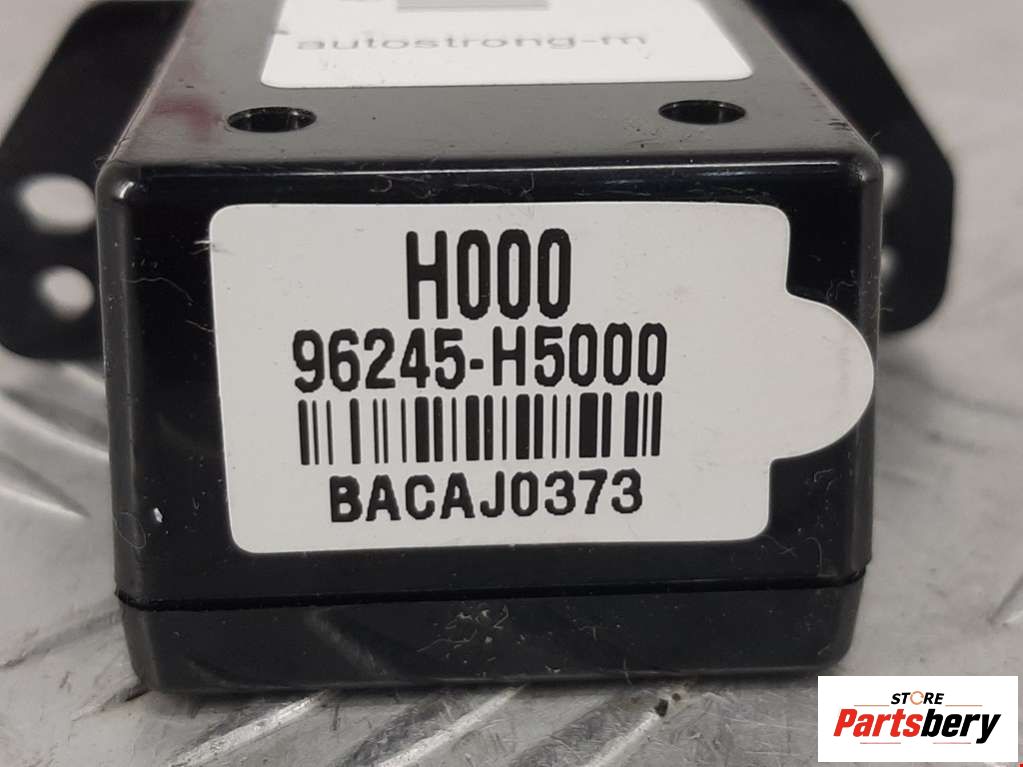 autostrong-m
H000
96245-H5000
BACAJ0373
STORE
Partsbery